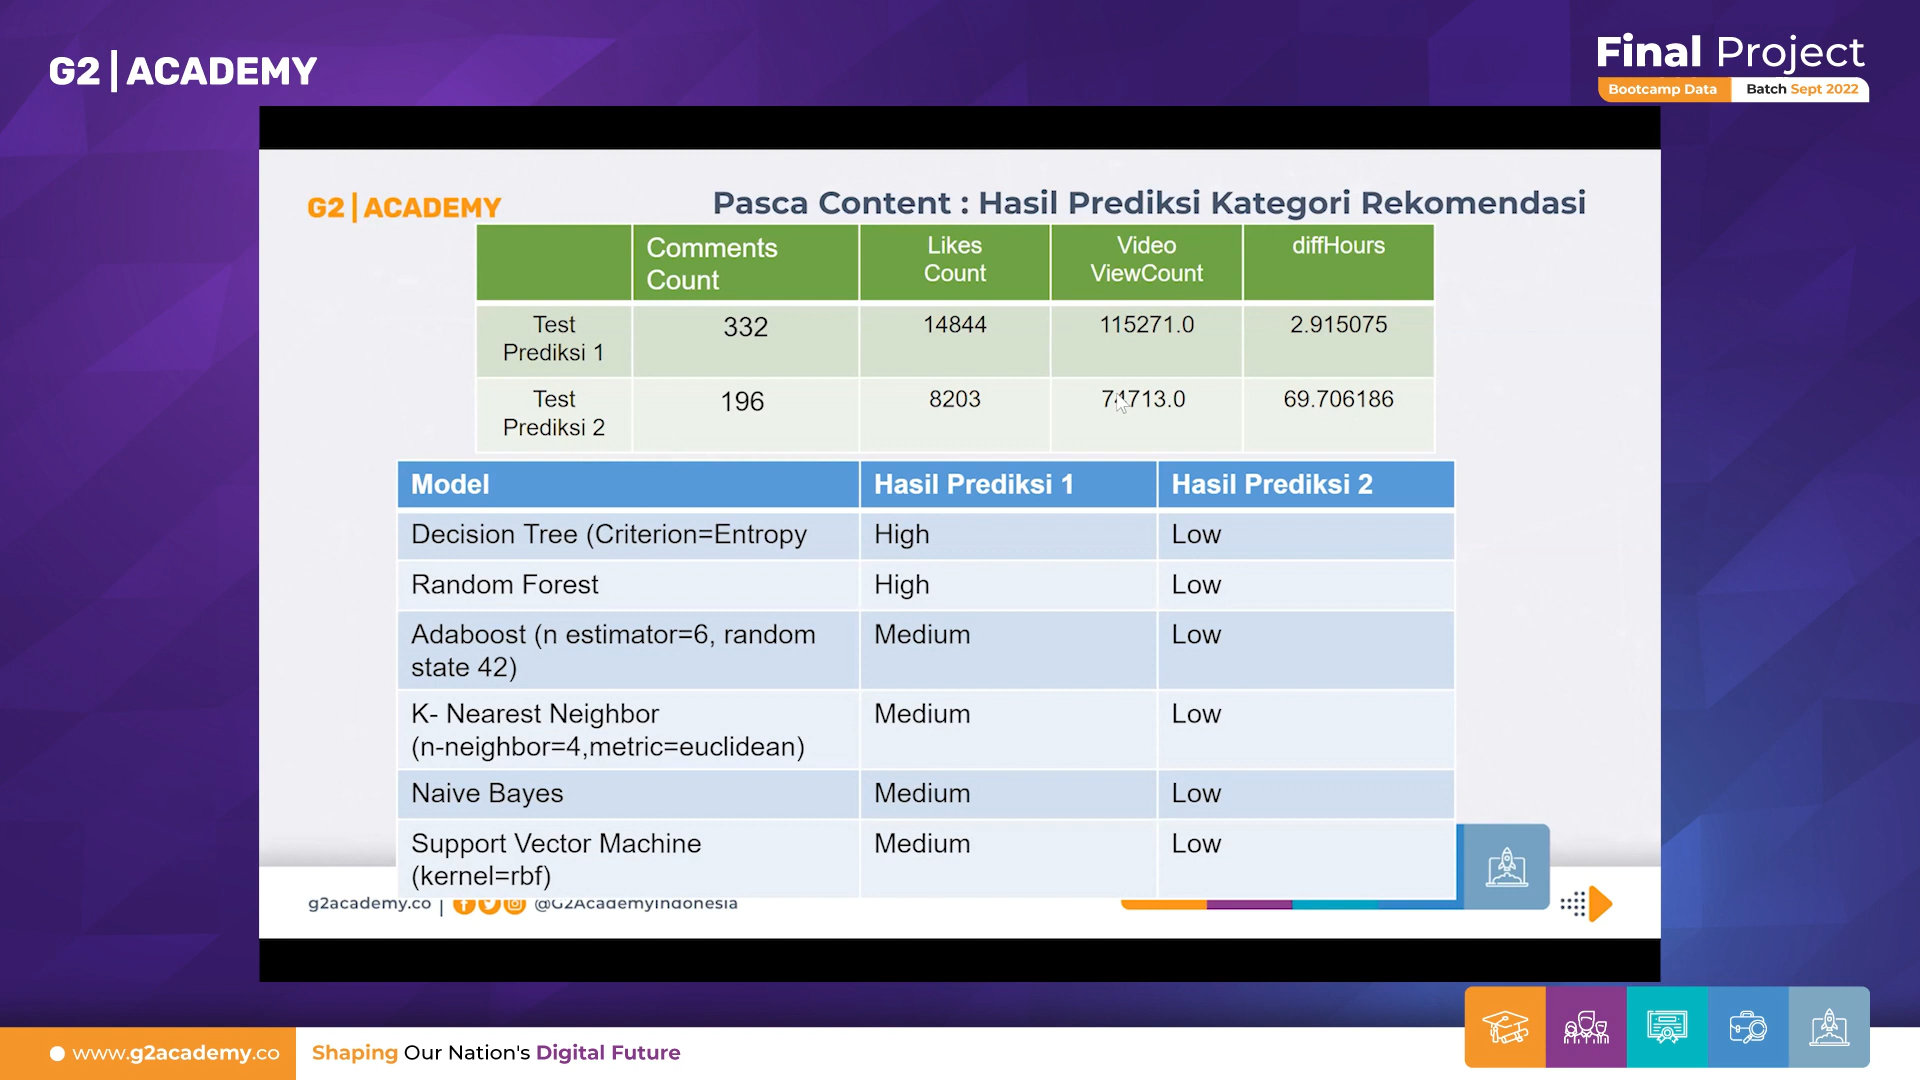 G2 | ACADEMY
Final Project
Bootcamp Data
Batch Sept 2022
G2 | ACADEMY
Pasca Content : Hasil Prediksi Kategori Rekomendasi
Comments
Count
Likes
Count
Video
ViewCount
diffHours
Test
Prediksi 1
332
14844
115271.0
2.915075
Test
Prediksi 2
196
8203
69.706186
Model
Hasil Prediksi 1
Hasil Prediksi 2
Decision Tree (Criterion=Entropy
High
Low
Random Forest
High
Low
Adaboost (n estimator=6, random
state 42)
Medium
Low
K- Nearest Neighbor
(n-neighbor=4,metric=euclidean)
Medium
Low
Naive Bayes
Medium
Low
Support Vector Machine
(kernel=rbf)
Medium
Low
g2academy.co |
@G2AcademyIndonesia
www.g2academy.co
Shaping Our Nation's Digital Future